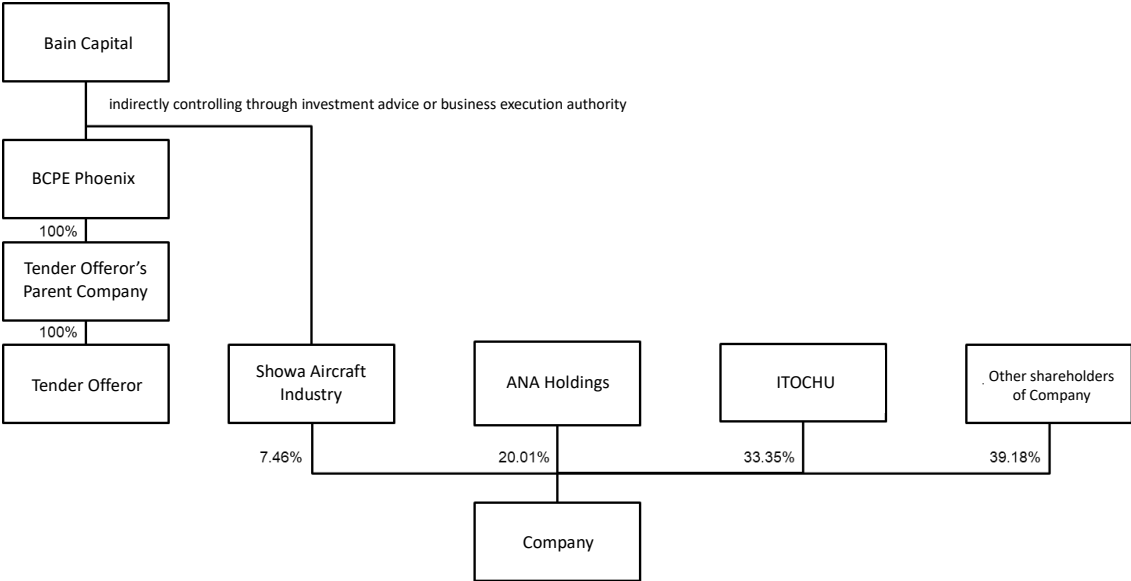 Bain Capital
indirectly controlling through investment advice or business execution authority
BCPE Phoenix
100%
Tender Offeror’s
Parent Company
100%
Tender Offeror
Showa Aircraft
Industry
ANA Holdings
ITOCHU
Other shareholders
of Company
7.46%
20.01%
33.35%
39.18%
Company